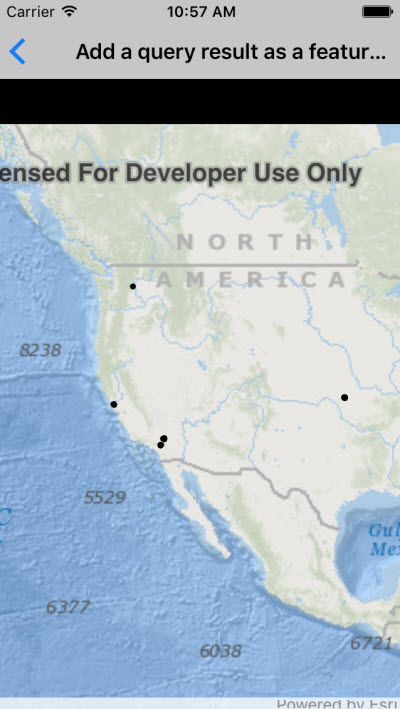 Carrier 10:57 AM
Add a query result as a featur...
ensed For Developer Use Only
NORTH
AMERICA
8238
5529
Gul
Mex
6377
6038
6721
Powered by Esri